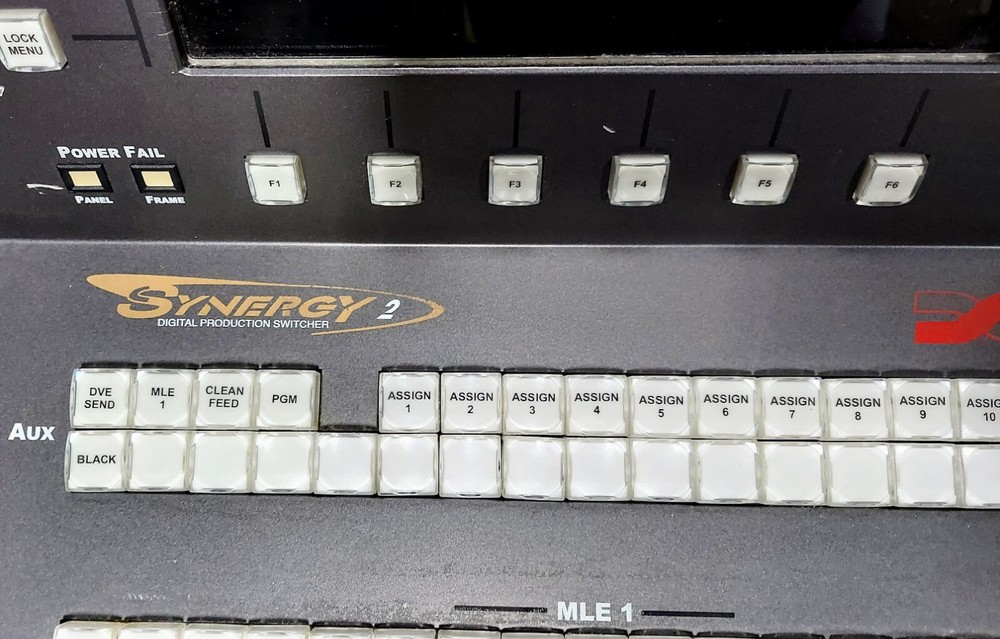 LOCK
MENU
POWER FAIL
PANEL
FRAME
F1
F2
F3
F4
F5
F6
SYNERGY 2
DIGITAL PRODUCTION SWITCHER
DVE
SEND
MLE
1
CLEAN
FEED
PGM
ASSIGN
1
ASSIGN
2
ASSIGN
3
ASSIGN
4
ASSIGN
5
ASSIGN
6
ASSIGN
7
ASSIGN
8
ASSIGN
9
ASSIG
10
AUX
BLACK
MLE 1